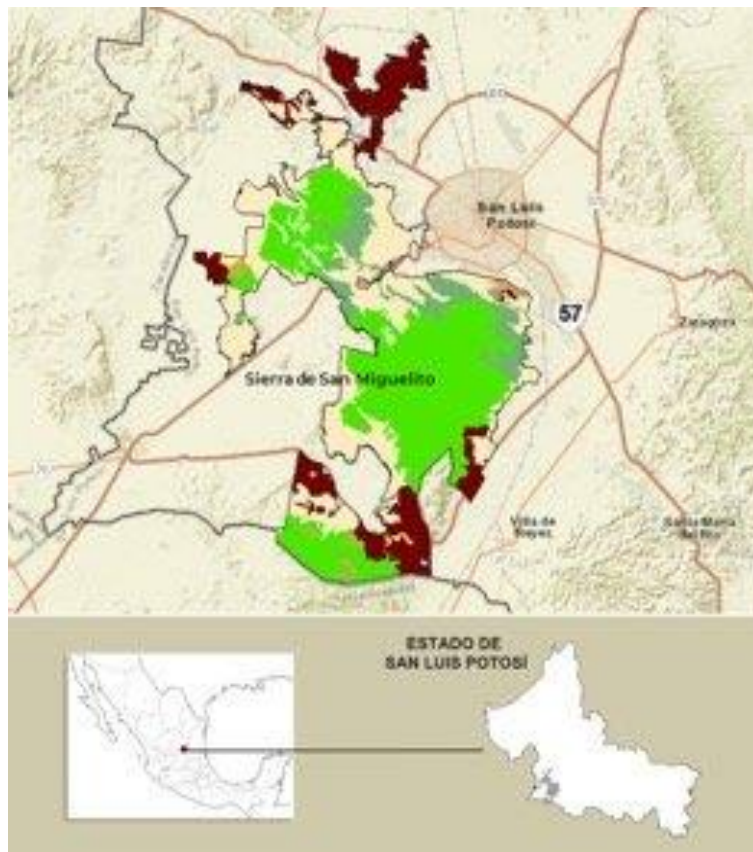 San Luis
Potosí
57
Zaragoza
Sierra de San Miguelito
Villa de
Reyes
Santa María
del Río
ESTADO DE
SAN LUIS POTOSÍ